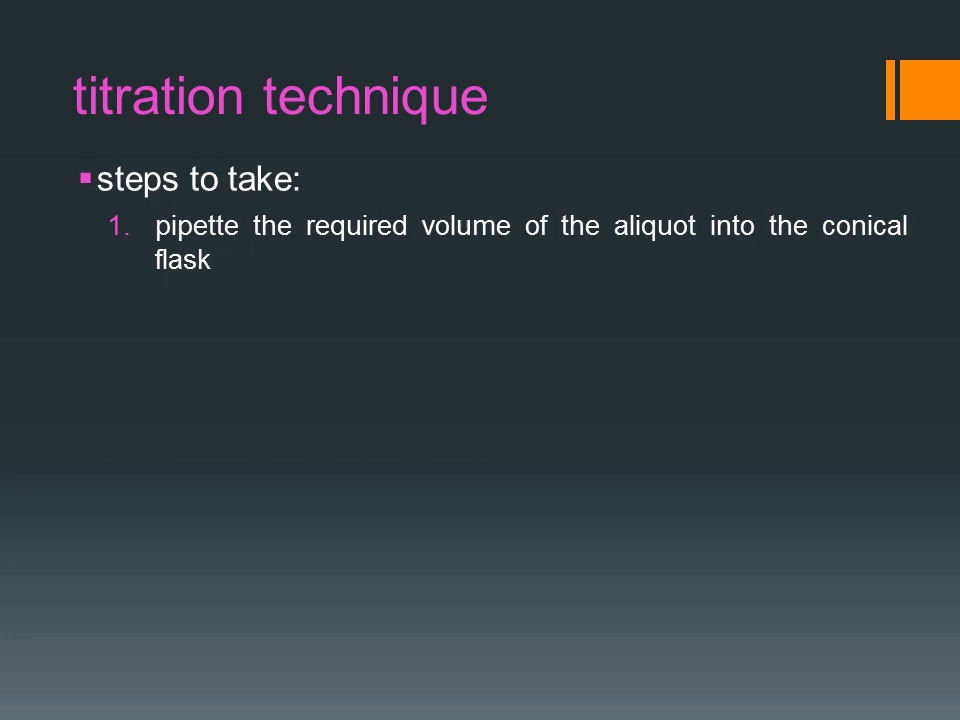 titration technique
▪ steps to take:
1. pipette the required volume of the aliquot into the conical
flask